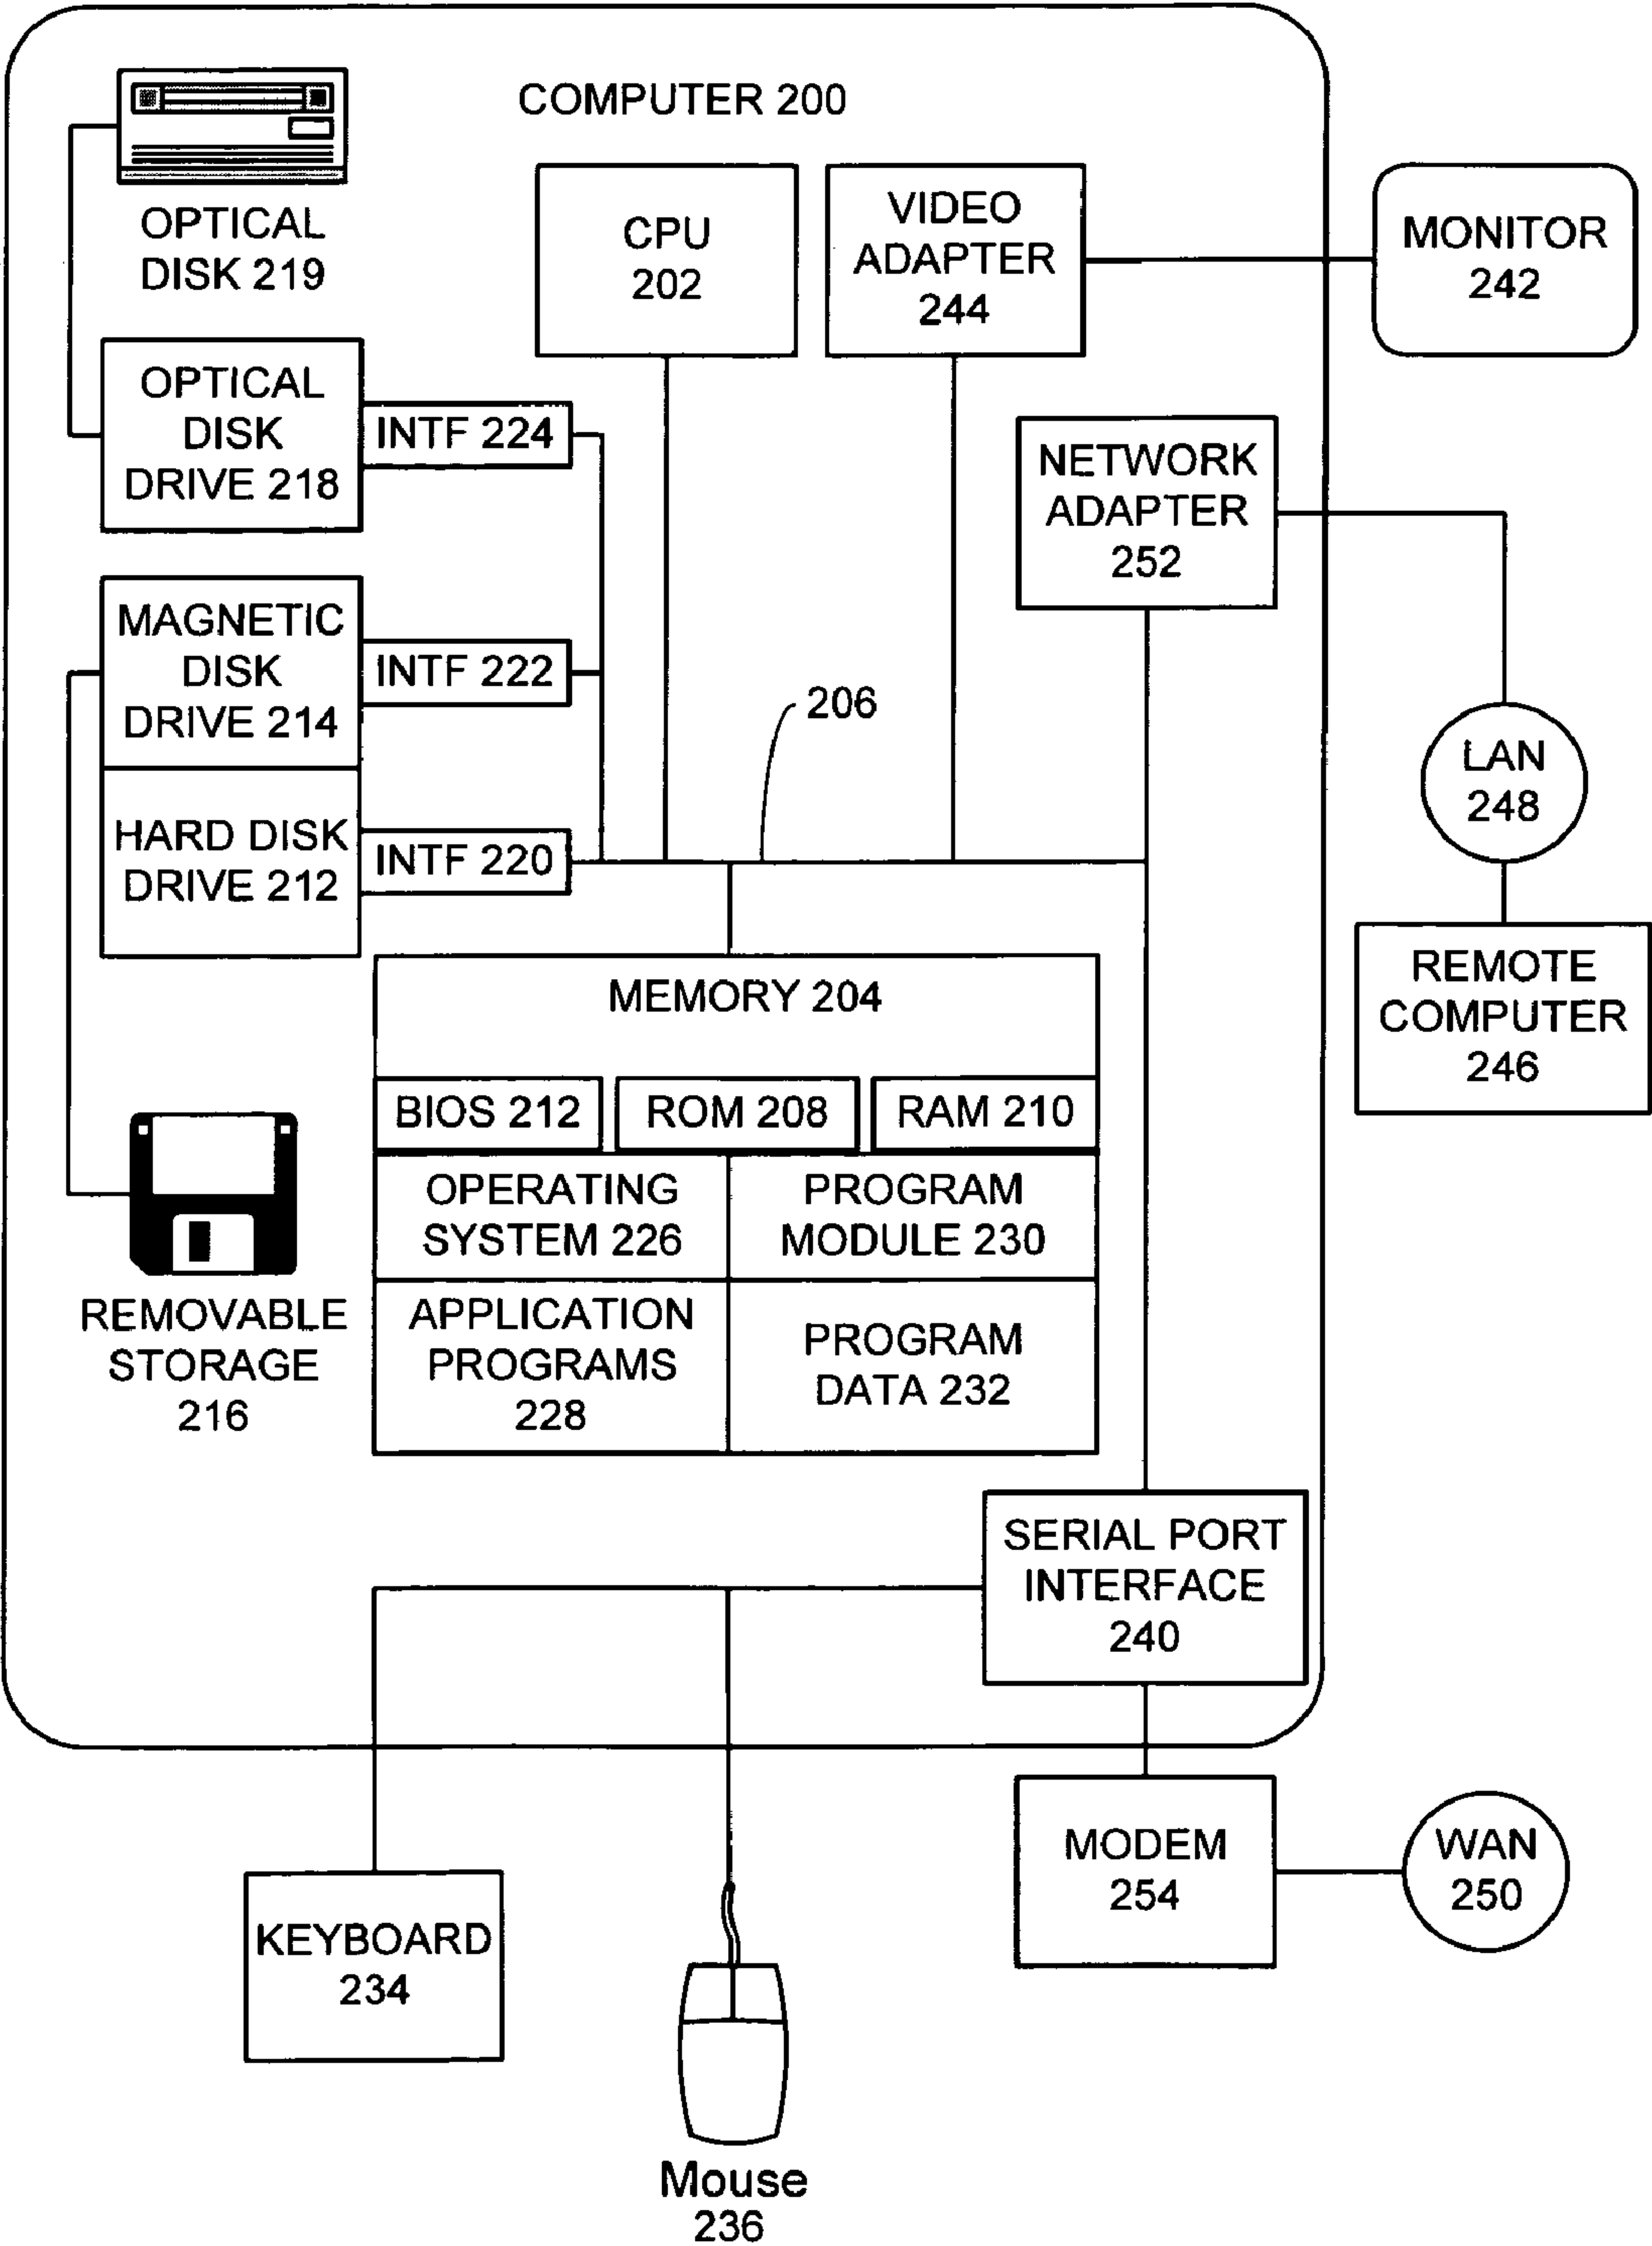 COMPUTER 200
OPTICAL
DISK 219
CPU
202
VIDEO
ADAPTER
244
MONITOR
242
OPTICAL
DISK
DRIVE 218
INTF 224
NETWORK
ADAPTER
252
MAGNETIC
DISK
DRIVE 214
INTF 222
206
LAN
248
HARD DISK
DRIVE 212
INTF 220
REMOTE
COMPUTER
246
MEMORY 204
BIOS 212
ROM 208
RAM 210
OPERATING
SYSTEM 226
PROGRAM
MODULE 230
REMOVABLE
STORAGE
216
APPLICATION
PROGRAMS
228
PROGRAM
DATA 232
SERIAL PORT
INTERFACE
240
MODEM
254
WAN
250
KEYBOARD
234
Mouse
236